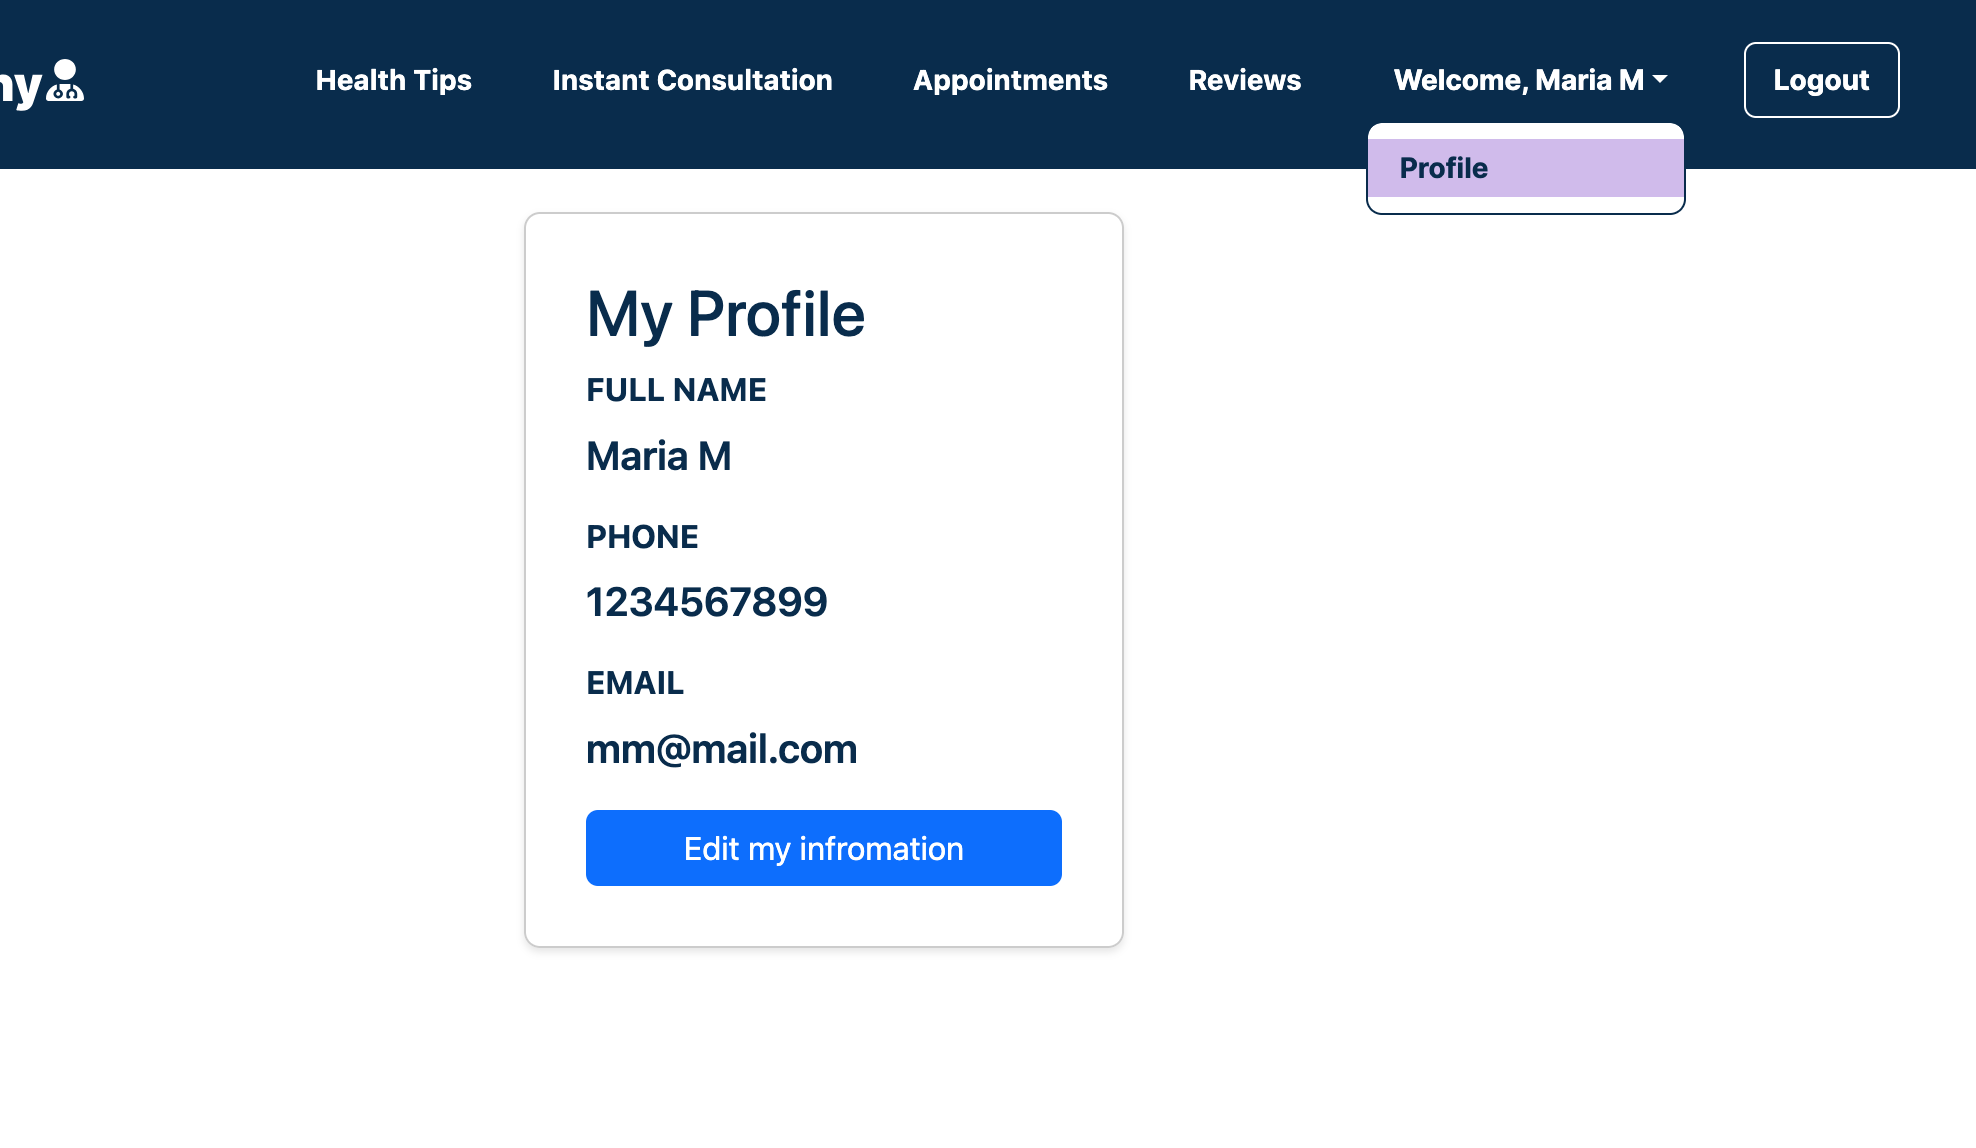 Health Tips
Instant Consultation
Appointments
Reviews
Welcome, Maria M
Logout
Profile
My Profile
FULL NAME
Maria M
PHONE
1234567899
EMAIL
mm@mail.com
Edit my infromation